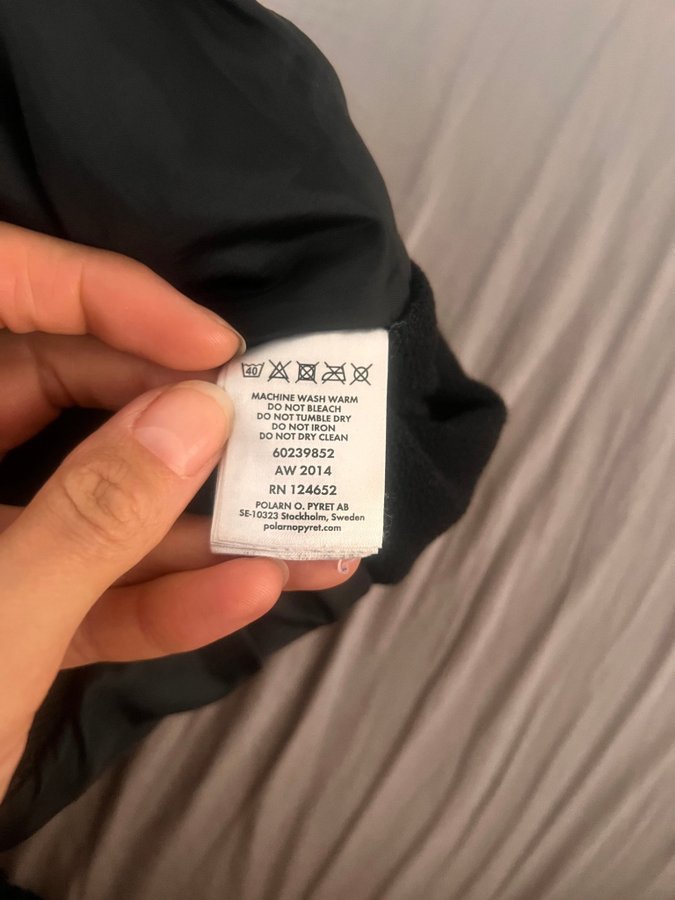 40
MACHINE WASH WARM
DO NOT BLEACH
DO NOT TUMBLE DRY
DO NOT IRON
DO NOT DRY CLEAN
60239852
AW 2014
RN 124652
POLARN O. PYRET AB
SE-10323 Stockholm, Sweden
polarnopyret.com